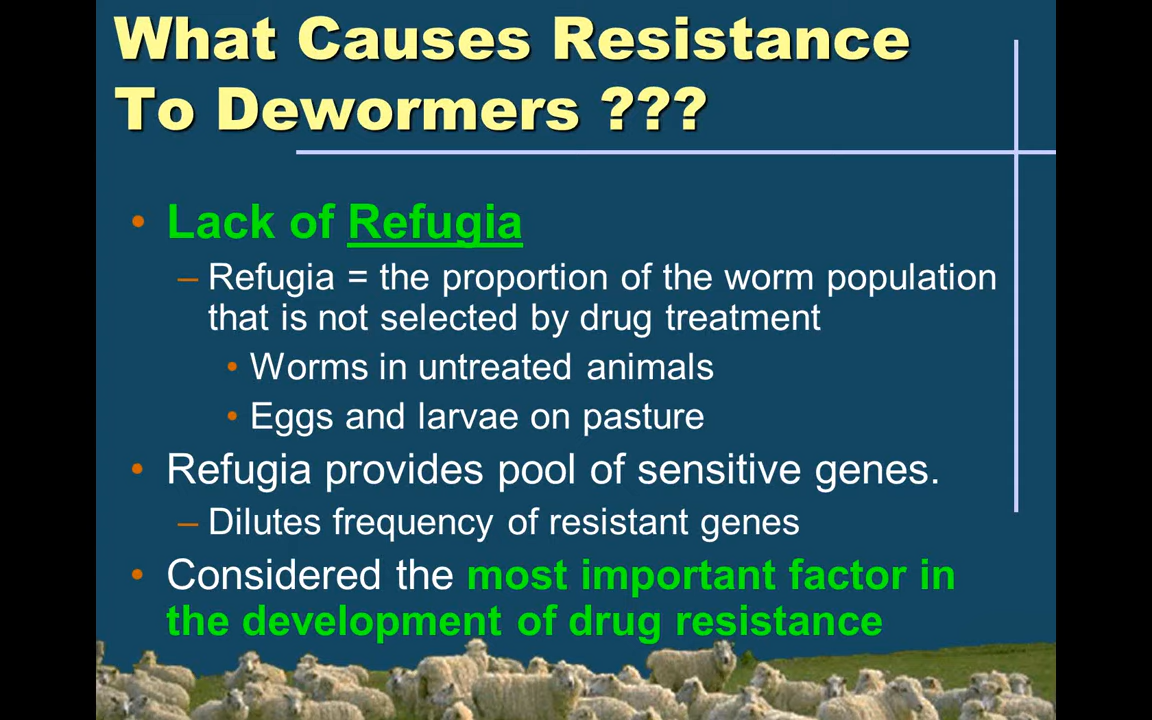 What Causes Resistance
To Dewormers ???
• Lack of Refugia
– Refugia = the proportion of the worm population
that is not selected by drug treatment
• Worms in untreated animals
• Eggs and larvae on pasture
• Refugia provides pool of sensitive genes.
– Dilutes frequency of resistant genes
• Considered the most important factor in
the development of drug resistance